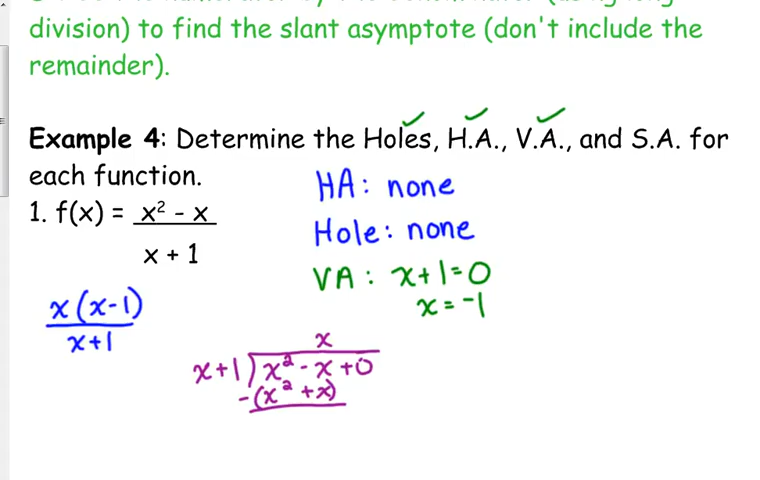 division) to find the slant asymptote (don't include the
remainder).
Example 4: Determine the Holes, H.A., V.A., and S.A. for
each function.
HA: none
1. f(x) = x² - x
x + 1
Hole: none
VA: x+1=0
x = -1
x(x-1)
x+1
x
x+1)x² - x +0
-(x² +x)